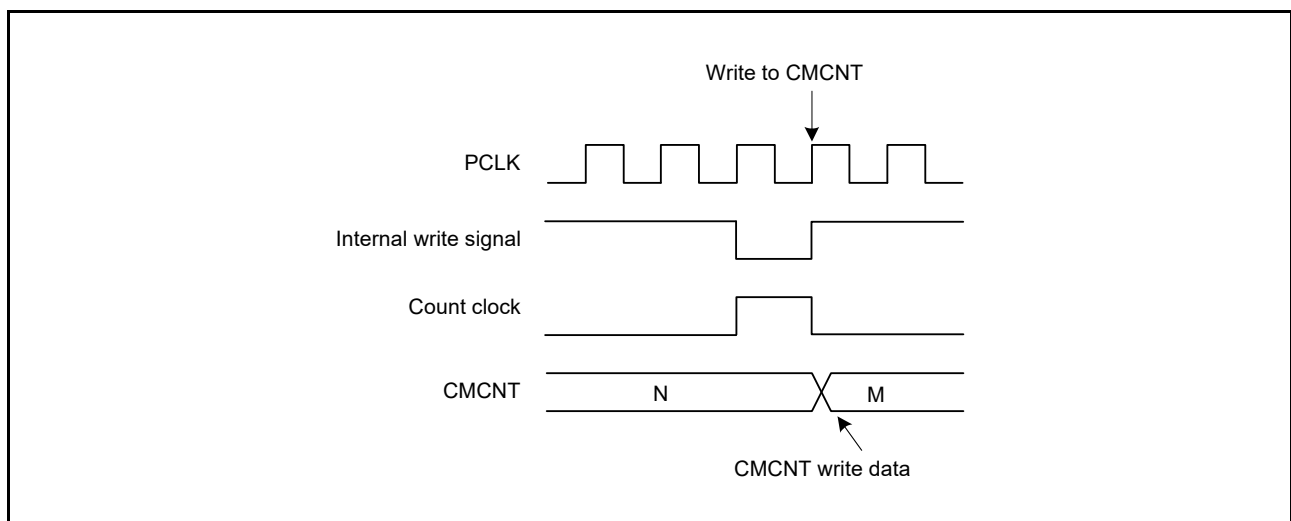 Write to CMCNT
PCLK
Internal write signal
Count clock
CMCNT
N
M
CMCNT write data